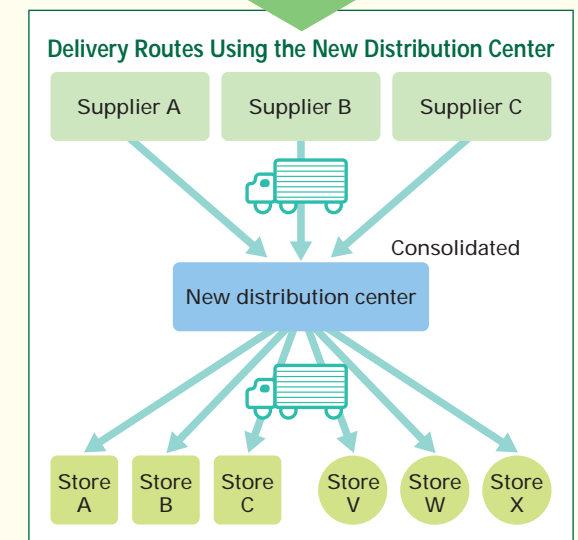 Delivery Routes Using the New Distribution Center
Supplier A
Supplier B
Supplier C
Consolidated
New distribution center
Store
A
Store
B
Store
C
Store
V
Store
W
Store
X